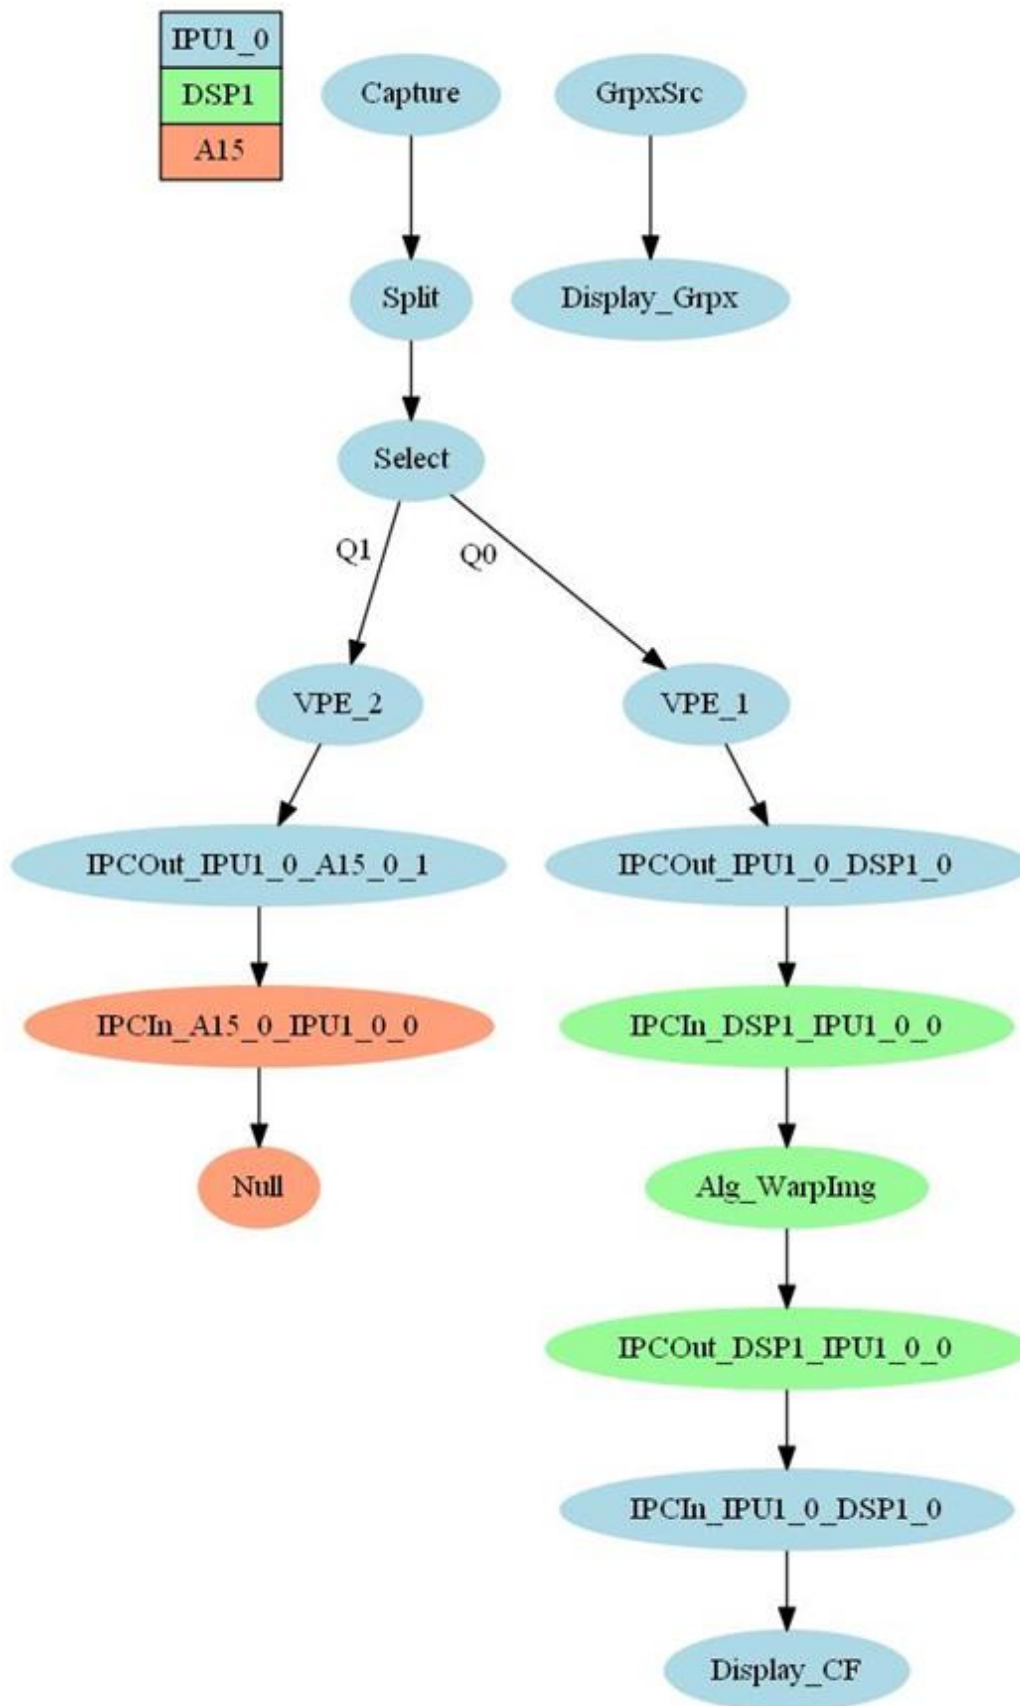 IPU1_0
DSP1
A15
Capture
GrpxSrc
Split
Display_Grpx
Select
Q1
Q0
VPE_2
VPE_1
IPCOut_IPU1_0_A15_0_1
IPCOut_IPU1_0_DSP1_0
IPCIn_A15_0_IPU1_0_0
IPCIn_DSP1_IPU1_0_0
Null
Alg_WarpImg
IPCOut_DSP1_IPU1_0_0
IPCIn_IPU1_0_DSP1_0
Display_CF